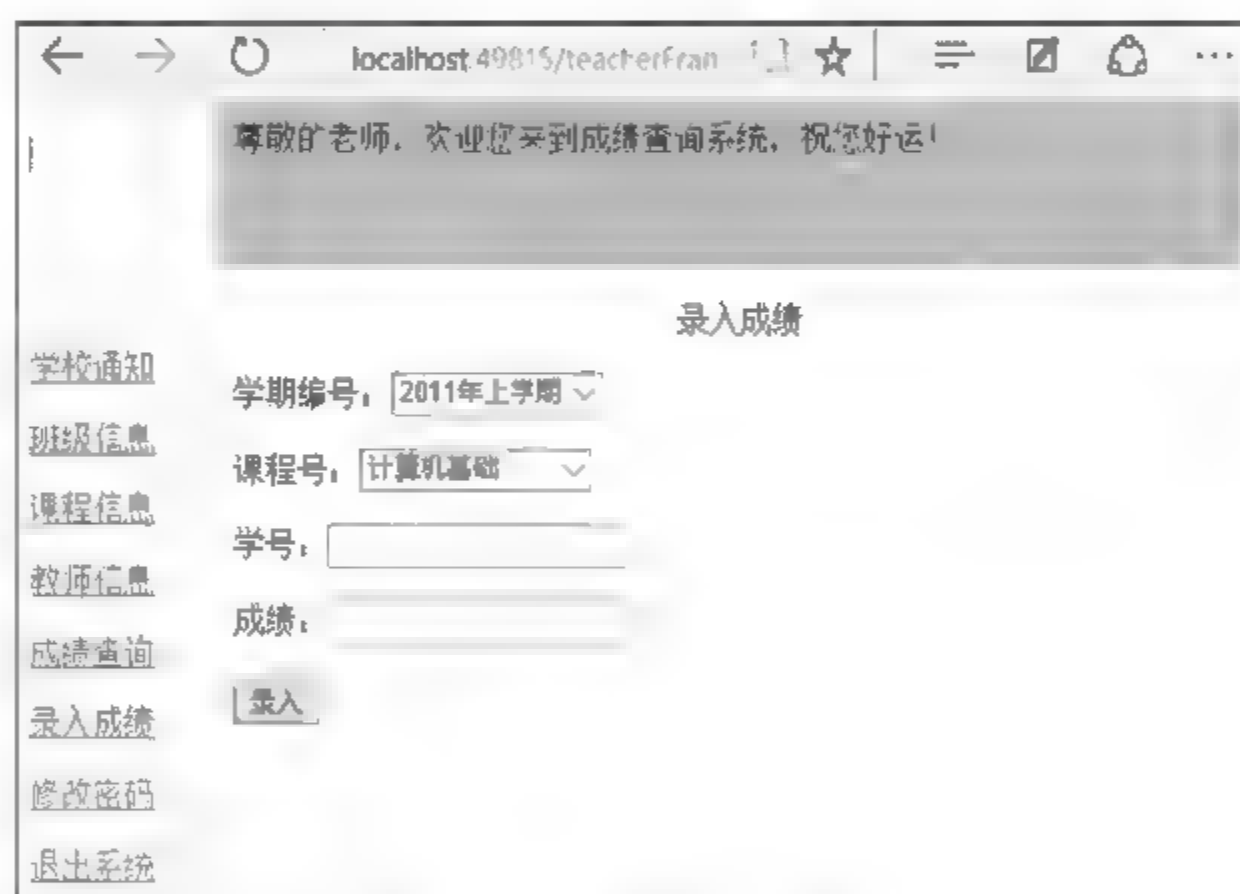 localhost:49815/teacherFran
尊敬的老师，欢迎您来到成绩查询系统，祝您好运！
录入成绩
学校通知
班级信息
课程信息
教师信息
成绩查询
录入成绩
修改密码
退出系统
学期编号：2011年上学期
课程号：计算机基础
学号：
成绩：
录入